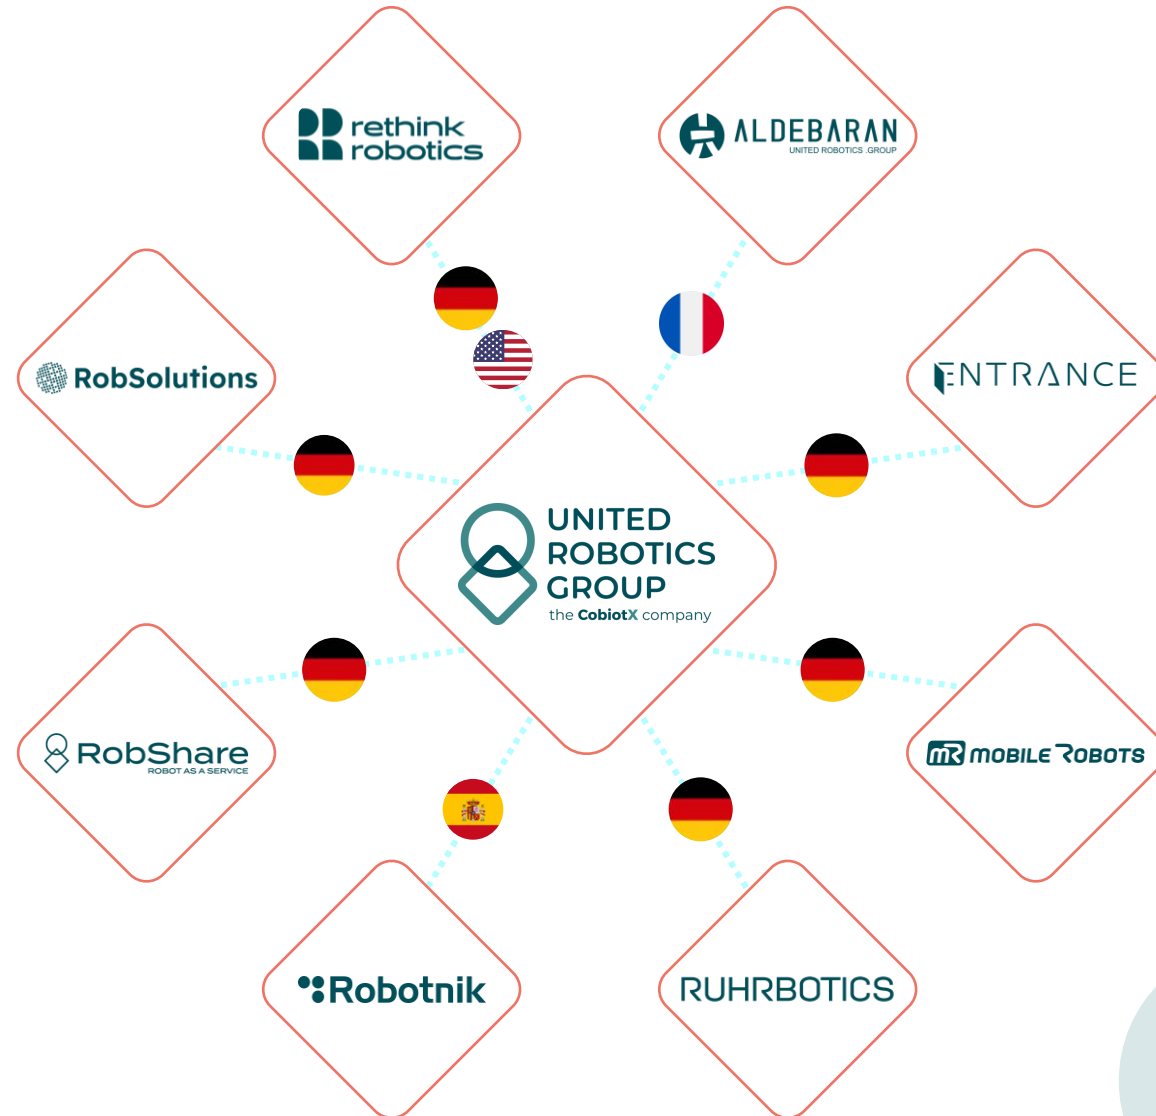 rethink
robotics
ALDEBARAN
UNITED ROBOTICS .GROUP
RobSolutions
ENTRANCE
UNITED
ROBOTICS
GROUP
the CobiotX company
RobShare
ROBOT AS A SERVICE
mR MOBILE ROBOTS
Robotnik
RUHRBOTICS